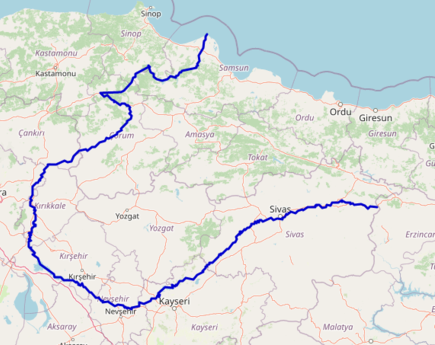 Sinop
Sinop
Kastamonu
Kastamonu
Samsun
Ordu
Giresun
Çankırı
Çorum
Amasya
Ordu
Giresun
Tokat
Kırıkkale
Yozgat
Yozgat
Sivas
Sivas
Erzincan
Kırşehir
Kırşehir
Nevşehir
Nevşehir
Kayseri
Kayseri
Aksaray
Aksaray
Malatya